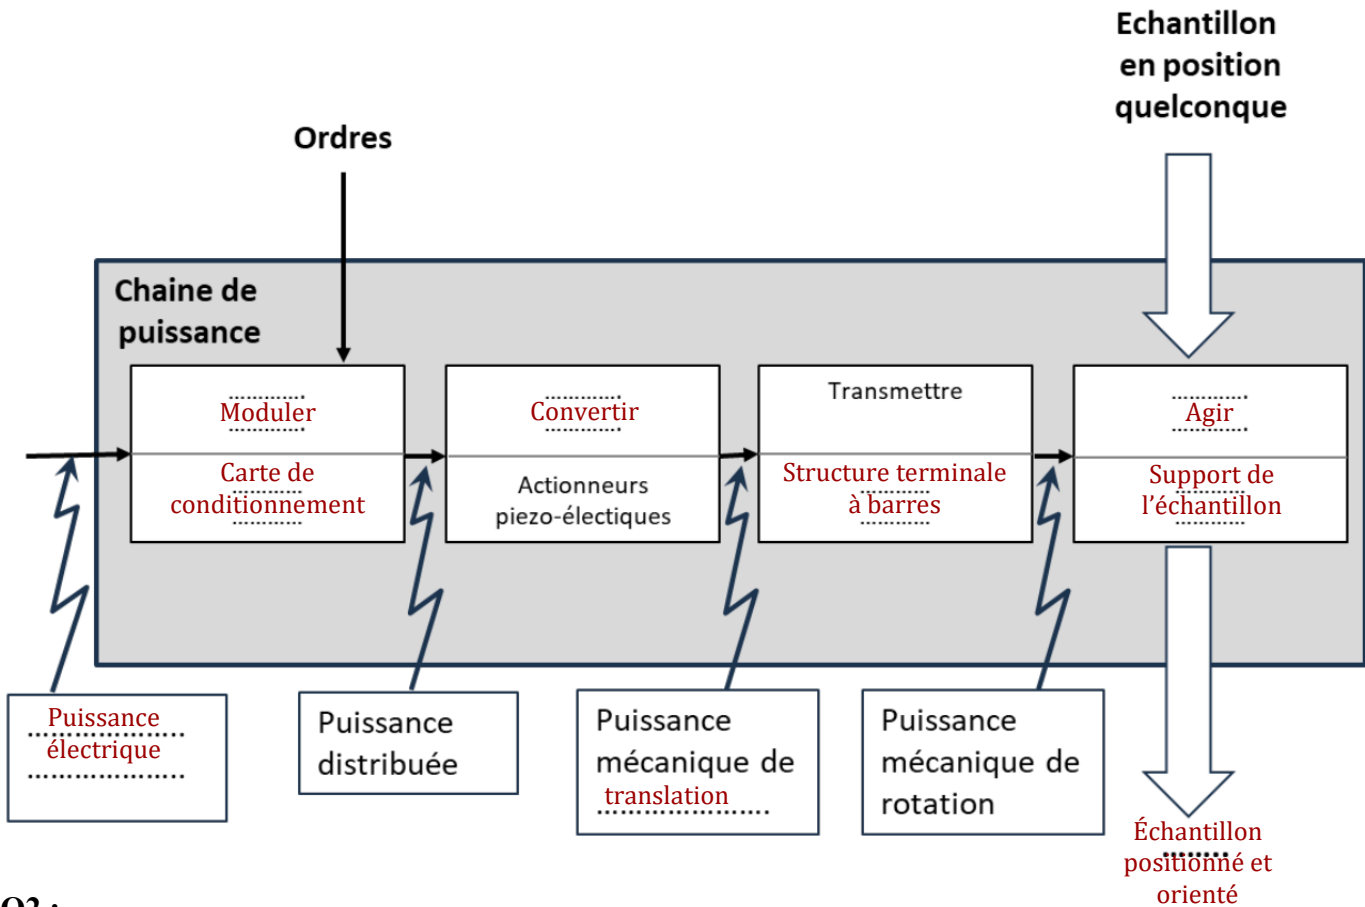 Echantillon
en position
quelconque
Ordres
Chaine de
puissance
Moduler
Carte de
conditionnement
Convertir
Actionneurs
piezo-électiques
Transmettre
Structure terminale
à barres
Agir
Support de
l’échantillon
Puissance
électrique
Puissance
distribuée
Puissance
mécanique de
translation
Puissance
mécanique de
rotation
Échantillon
positionné et
orienté